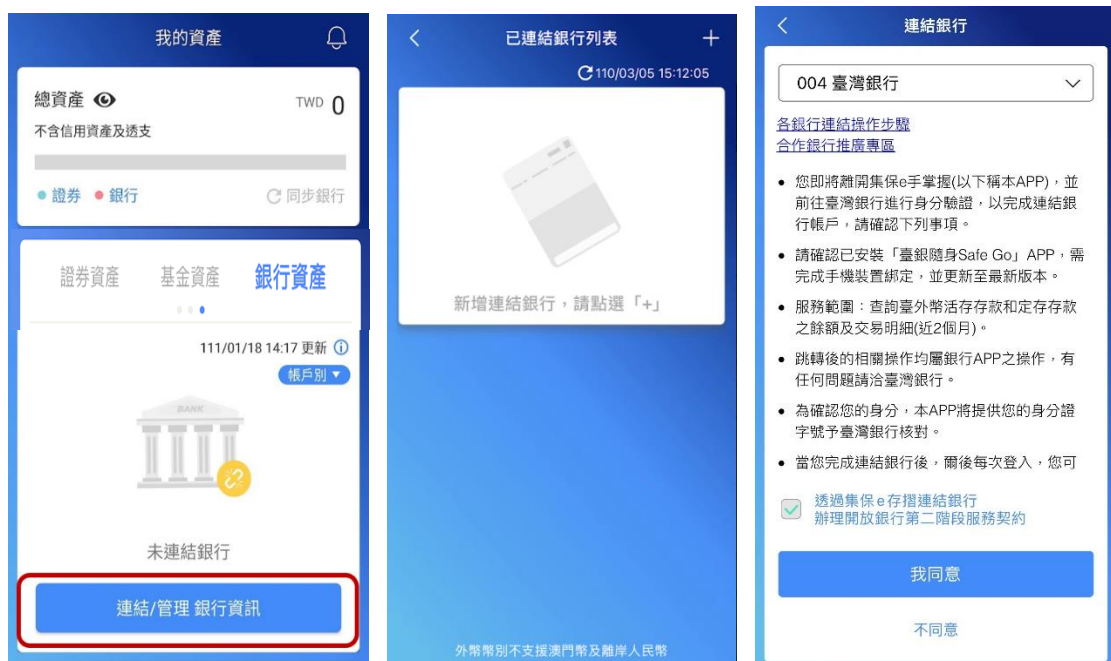 我的資產
總資產
TWD 0
不含信用資產及透支
證券 銀行 同步銀行
證券資產 基金資產 銀行資產
111/01/18 14:17 更新
帳戶別
BANK
未連結銀行
連結/管理 銀行資訊
已連結銀行列表
110/03/05 15:12:05
新增連結銀行，請點選「+」
外幣幣別不支援澳門幣及離岸人民幣
連結銀行
004 臺灣銀行
各銀行連結操作步驟
合作銀行推廣專區
• 您即將離開集保e手掌握(以下稱本APP)，並
前往臺灣銀行進行身分驗證，以完成連結銀
行帳戶，請確認下列事項。
• 請確認已安裝「臺銀隨身Safe Go」APP，需
完成手機裝置綁定，並更新至最新版本。
• 服務範圍：查詢臺外幣活存存款和定存存款
之餘額及交易明細(近2個月)。
• 跳轉後的相關操作均屬銀行APP之操作，有
任何問題請洽臺灣銀行。
• 為確認您的身分，本APP將提供您的身分證
字號予臺灣銀行核對。
• 當您完成連結銀行後，爾後每次登入，您可
透過集保e存摺連結銀行
辦理開放銀行第二階段服務契約
我同意
不同意